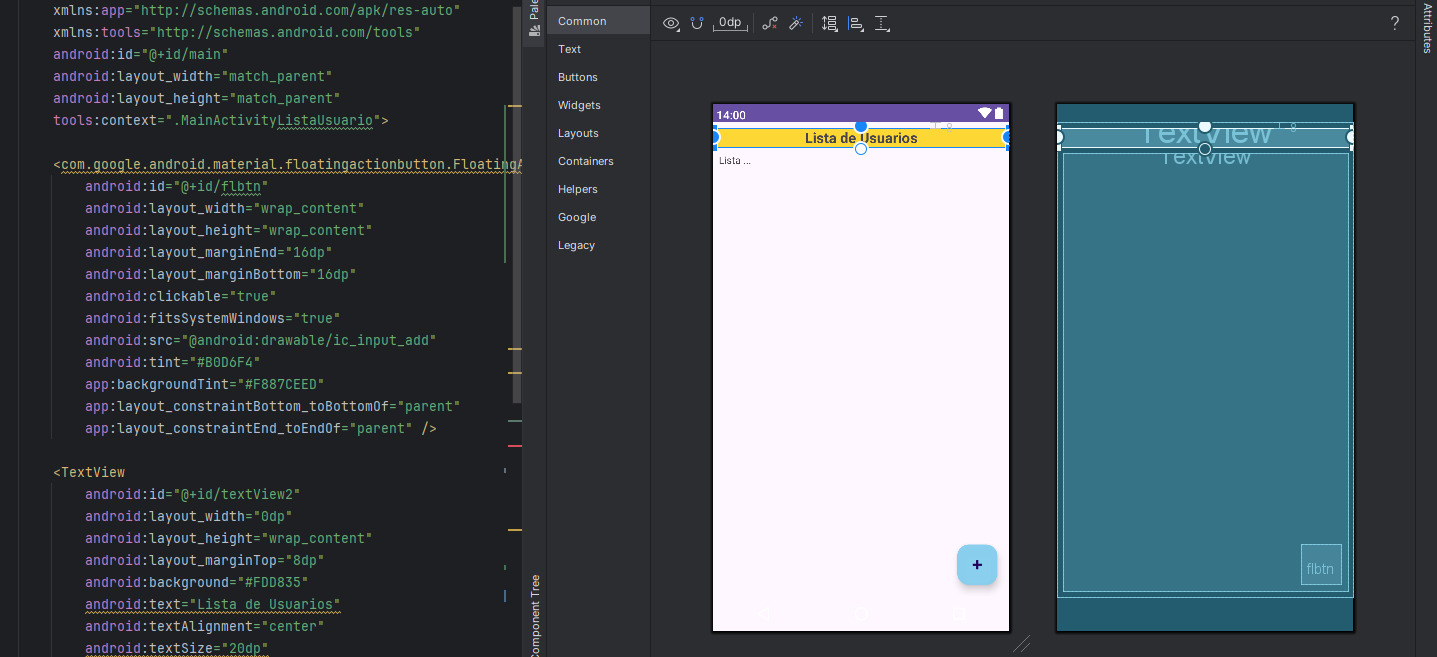 xmlns:app="http://schemas.android.com/apk/res-auto"
xmlns:tools="http://schemas.android.com/tools"
android:id="@+id/main"
android:layout_width="match_parent"
android:layout_height="match_parent"
tools:context=".MainActivityListaUsuario">
<com.google.android.material.floatingactionbutton.FloatingA
android:id="@+id/flbtn"
android:layout_width="wrap_content"
android:layout_height="wrap_content"
android:layout_marginEnd="16dp"
android:layout_marginBottom="16dp"
android:clickable="true"
android:fitsSystemWindows="true"
android:src="@android:drawable/ic_input_add"
android:tint="#B0D6F4"
app:backgroundTint="#F887CEED"
app:layout_constraintBottom_toBottomOf="parent"
app:layout_constraintEnd_toEndOf="parent" />
<TextView
android:id="@+id/textView2"
android:layout_width="0dp"
android:layout_height="wrap_content"
android:layout_marginTop="8dp"
android:background="#FDD835"
android:text="Lista de Usuarios"
android:textAlignment="center"
android:textSize="20dp"
Pale
Component Tree
Common
Text
Buttons
Widgets
Layouts
Containers
Helpers
Google
Legacy
0dp
?
14:00
8
Lista de Usuarios
Lista ...
+
8
TextView
TextView
flbtn
Attributes